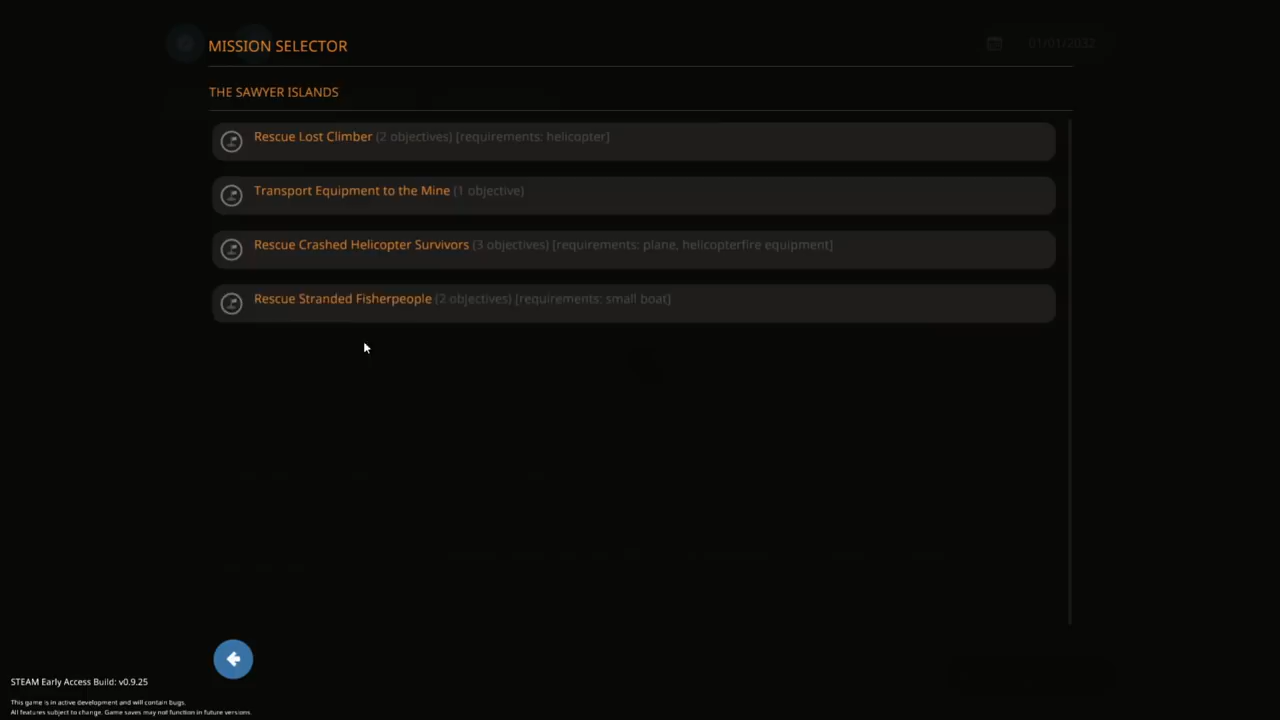 MISSION SELECTOR
01/01/2032
THE SAWYER ISLANDS
Rescue Lost Climber (2 objectives) [requirements: helicopter]
Transport Equipment to the Mine (1 objective)
Rescue Crashed Helicopter Survivors (3 objectives) [requirements: plane, helicopterfire equipment]
Rescue Stranded Fisherpeople (2 objectives) [requirements: small boat]
STEAM Early Access Build: v0.9.25
This game is in active development and will contain bugs.
All features subject to change. Game saves may not function in future versions.